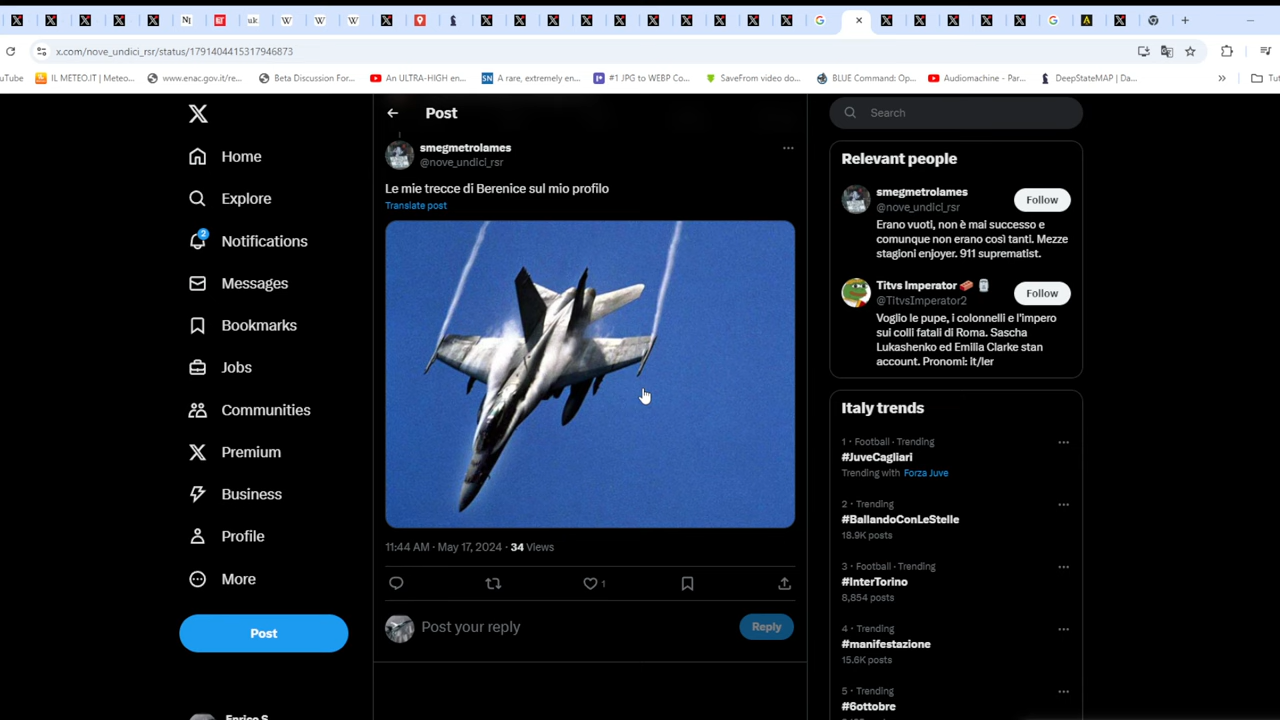 x.com/nove_undici_rsr/status/1791404415317946873
uTube
IL METEO.IT | Meteo...
www.enac.gov.it/re...
Beta Discussion For...
An ULTRA-HIGH en...
SN
A rare, extremely en...
#1 JPG to WEBP Co...
SaveFrom video do...
BLUE Command: Op...
Audiomachine - Par...
DeepStateMAP | Da...
»
Tut
Home
Explore
2
Notifications
Messages
Bookmarks
Jobs
Communities
Premium
Business
Profile
More
Post
Enrico S
Post
smegmetrolames
@nove_undici_rsr
Le mie trecce di Berenice sul mio profilo
Translate post
11:44 AM · May 17, 2024 · 34 Views
1
Post your reply
Reply
Search
Relevant people
smegmetrolames
@nove_undici_rsr
Follow
Erano vuoti, non è mai successo e
comunque non erano così tanti. Mezze
stagioni enjoyer. 911 suprematist.
Titvs Imperator
@TItvsImperator2
Follow
Voglio le pupe, i colonnelli e l'impero
sui colli fatali di Roma. Sascha
Lukashenko ed Emilia Clarke stan
account. Pronomi: it/ler
Italy trends
1 · Football · Trending
#JuveCagliari
Trending with Forza Juve
2 · Trending
#BallandoConLeStelle
18.9K posts
3 · Football · Trending
#InterTorino
8,854 posts
4 · Trending
#manifestazione
15.6K posts
5 · Trending
#6ottobre